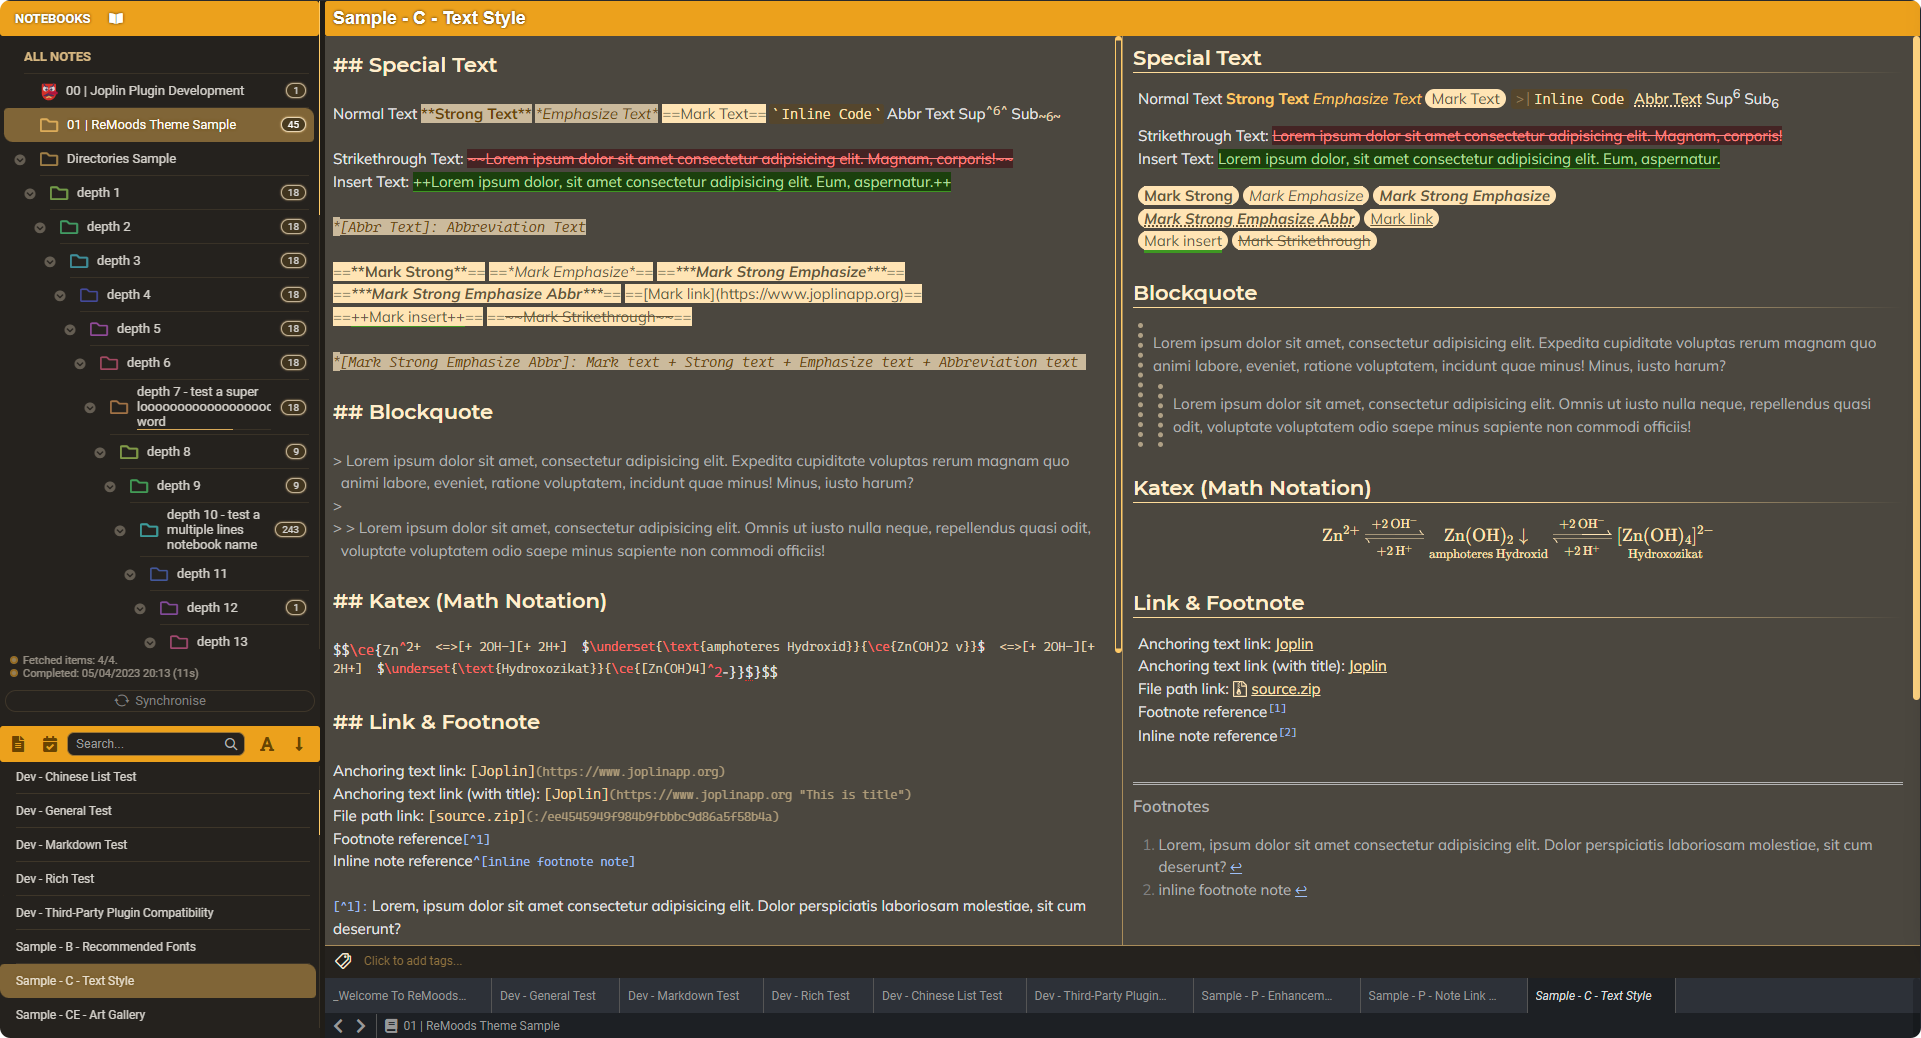 NOTEBOOKS
ALL NOTES
00 | Joplin Plugin Development 1
01 | ReMoods Theme Sample 45
Directories Sample
depth 1 18
depth 2 18
depth 3 18
depth 4 18
depth 5 18
depth 6 18
depth 7 - test a super
looooooooooooooooooc
word 18
depth 8 9
depth 9 9
depth 10 - test a
multiple lines
notebook name 243
depth 11
depth 12 1
depth 13
Fetched items: 4/4.
Completed: 05/04/2023 20:13 (11s)
Synchronise
Search...
A
Dev - Chinese List Test
Dev - General Test
Dev - Markdown Test
Dev - Rich Test
Dev - Third-Party Plugin Compatibility
Sample - B - Recommended Fonts
Sample - C - Text Style
Sample - CE - Art Gallery
Sample - C - Text Style
## Special Text
Normal Text **Strong Text** *Emphasize Text* ==Mark Text== `Inline Code` Abbr Text Sup^6^ Sub~6~
Strikethrough Text: ~~Lorem ipsum dolor sit amet consectetur adipisicing elit. Magnam, corporis!~~
Insert Text: ++Lorem ipsum dolor, sit amet consectetur adipisicing elit. Eum, aspernatur.++
*[Abbr Text]: Abbreviation Text
==**Mark Strong**== ==*Mark Emphasize*== ==***Mark Strong Emphasize***==
==***Mark Strong Emphasize Abbr***== ==[Mark link](https://www.joplinapp.org)==
==++Mark insert++== ==~~Mark Strikethrough~~==
*[Mark Strong Emphasize Abbr]: Mark text + Strong text + Emphasize text + Abbreviation text
## Blockquote
> Lorem ipsum dolor sit amet, consectetur adipisicing elit. Expedita cupiditate voluptas rerum magnam quo
animi labore, eveniet, ratione voluptatem, incidunt quae minus! Minus, iusto harum?
>
> > Lorem ipsum dolor sit amet, consectetur adipisicing elit. Omnis ut iusto nulla neque, repellendus quasi odit,
voluptate voluptatem odio saepe minus sapiente non commodi officiis!
## Katex (Math Notation)
$$\ce{Zn^2+ <=>[+ 2OH-][+ 2H+] $\underset{\text{amphoteres Hydroxid}}{\ce{Zn(OH)2 v}}$ <=>[+ 2OH-][+
2H+] $\underset{\text{Hydroxozikat}}{\ce{[Zn(OH)4]^2-}}$}$$
## Link & Footnote
Anchoring text link: [Joplin](https://www.joplinapp.org)
Anchoring text link (with title): [Joplin](https://www.joplinapp.org "This is title")
File path link: [source.zip](:/ee4545949f984b9fbbbc9d86a5f58b4a)
Footnote reference[^1]
Inline note reference^[inline footnote note]
[^1]: Lorem, ipsum dolor sit amet consectetur adipisicing elit. Dolor perspiciatis laboriosam molestiae, sit cum
deserunt?
Special Text
Normal Text Strong Text Emphasize Text Mark Text >|Inline Code Abbr Text Sup6 Sub6
Strikethrough Text: Lorem ipsum dolor sit amet consectetur adipisicing elit. Magnam, corporis!
Insert Text: Lorem ipsum dolor, sit amet consectetur adipisicing elit. Eum, aspernatur.
Mark Strong Mark Emphasize Mark Strong Emphasize
Mark Strong Emphasize Abbr Mark link
Mark insert Mark Strikethrough
Blockquote
Lorem ipsum dolor sit amet, consectetur adipisicing elit. Expedita cupiditate voluptas rerum magnam quo
animi labore, eveniet, ratione voluptatem, incidunt quae minus! Minus, iusto harum?
Lorem ipsum dolor sit amet, consectetur adipisicing elit. Omnis ut iusto nulla neque, repellendus quasi
odit, voluptate voluptatem odio saepe minus sapiente non commodi officiis!
Katex (Math Notation)
+2 OH− +2 OH−
Zn2+ ⇌ Zn(OH)2 ↓ ⇌ [Zn(OH)4]2−
+2 H+ amphoteres Hydroxid +2 H+ Hydroxozikat
Link & Footnote
Anchoring text link: Joplin
Anchoring text link (with title): Joplin
File path link: source.zip
Footnote reference[1]
Inline note reference[2]
Footnotes
1. Lorem, ipsum dolor sit amet consectetur adipisicing elit. Dolor perspiciatis laboriosam molestiae, sit cum
deserunt? ↩
2. inline footnote note ↩
Click to add tags...
_Welcome To ReMoods... Dev - General Test Dev - Markdown Test Dev - Rich Test Dev - Chinese List Test Dev - Third-Party Plugin... Sample - P - Enhancem... Sample - P - Note Link ... Sample - C - Text Style
01 | ReMoods Theme Sample